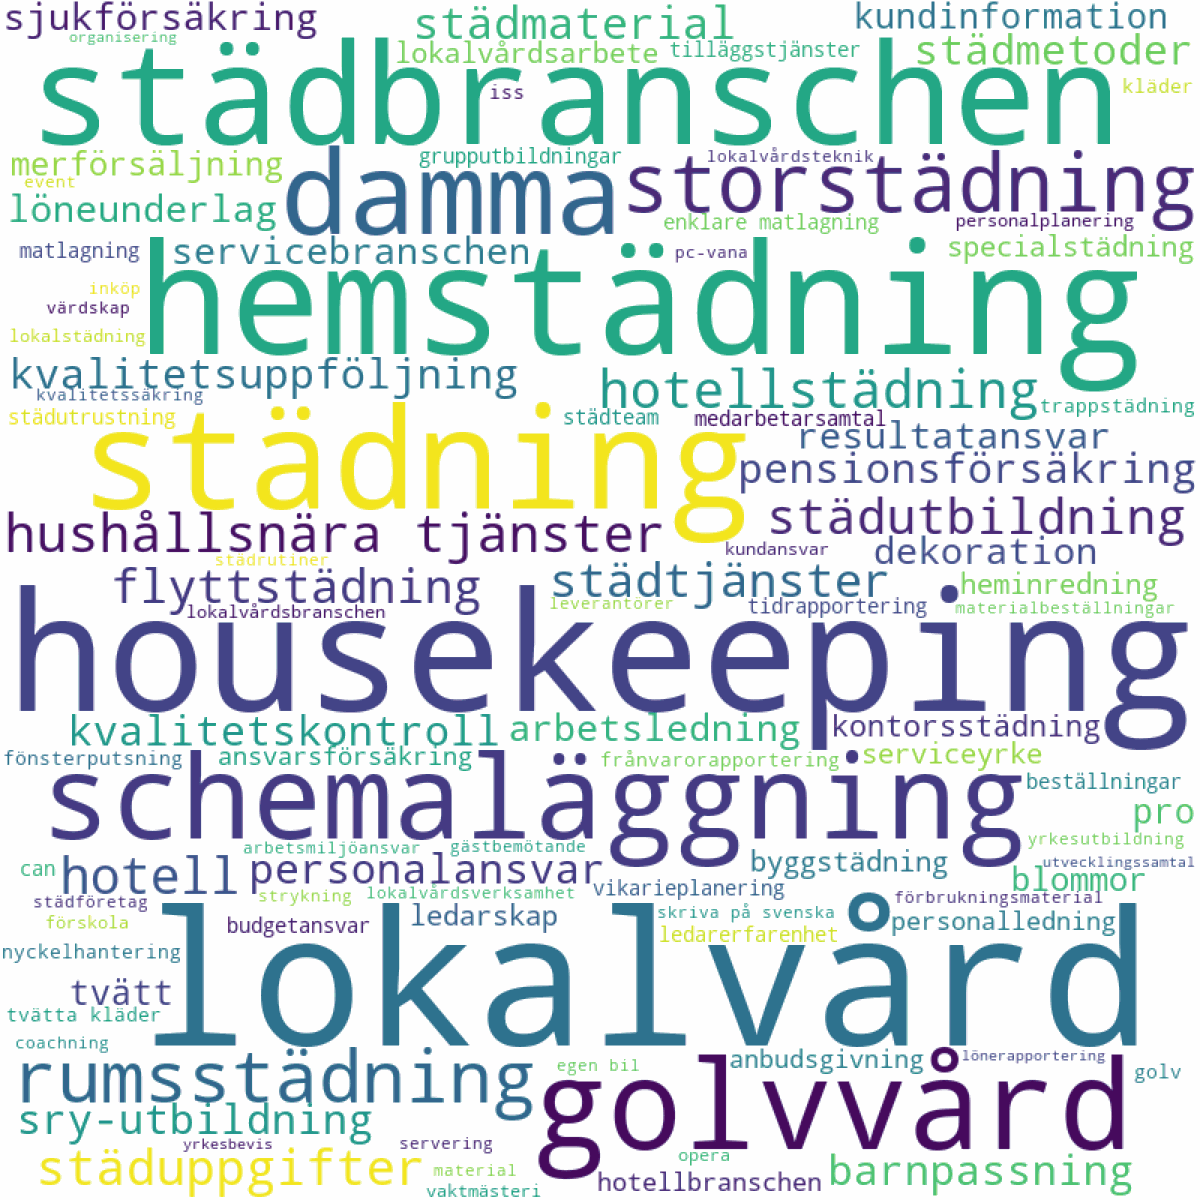 sjukförsäkring
städmaterial
kundinformation
organisering
lokalvårdsarbete
tilläggstjänster
städmetoder
städbranschen
iss
kläder
merförsäljning
grupputbildningar
lokalvårdsteknik
event
damma
storstädning
löneunderlag
enklare matlagning
personalplanering
matlagning
servicebranschen
pc-vana
specialstädning
hemstädning
inköp
värdskap
lokalstädning
kvalitetsuppföljning
hotellstädning
kvalitetssäkring
trappstädning
städutrustning
städteam
medarbetarsamtal
städning
resultatansvar
pensionsförsäkring
hushållsnära tjänster
städutbildning
städrutiner
kundansvar
dekoration
flyttstädning
städtjänster
heminredning
lokalvårdsbranschen
leverantörer
tidrapportering
materialbeställningar
housekeeping
kvalitetskontroll
arbetsledning
kontorsstädning
fönsterputsning
ansvarsförsäkring
frånvarorapportering
serviceyrke
schemaläggning
beställningar
pro
arbetsmiljöansvar
gästbemötande
yrkesutbildning
can
hotell
personalansvar
byggstädning
utvecklingssamtal
blommor
städföretag
strykning
lokalvårdsverksamhet
vikarieplanering
förbrukningsmaterial
förskola
budgetansvar
ledarskap
skriva på svenska
personalledning
ledarerfarenhet
lokalvård
nyckelhantering
tvätt
tvätta kläder
coachning
rumsstädning
egen bil
anbudsgivning
lönerapportering
golv
golvvård
sry-utbildning
yrkesbevis
servering
städuppgifter
material
opera
barnpassning
vaktmästeri
hotellbranschen